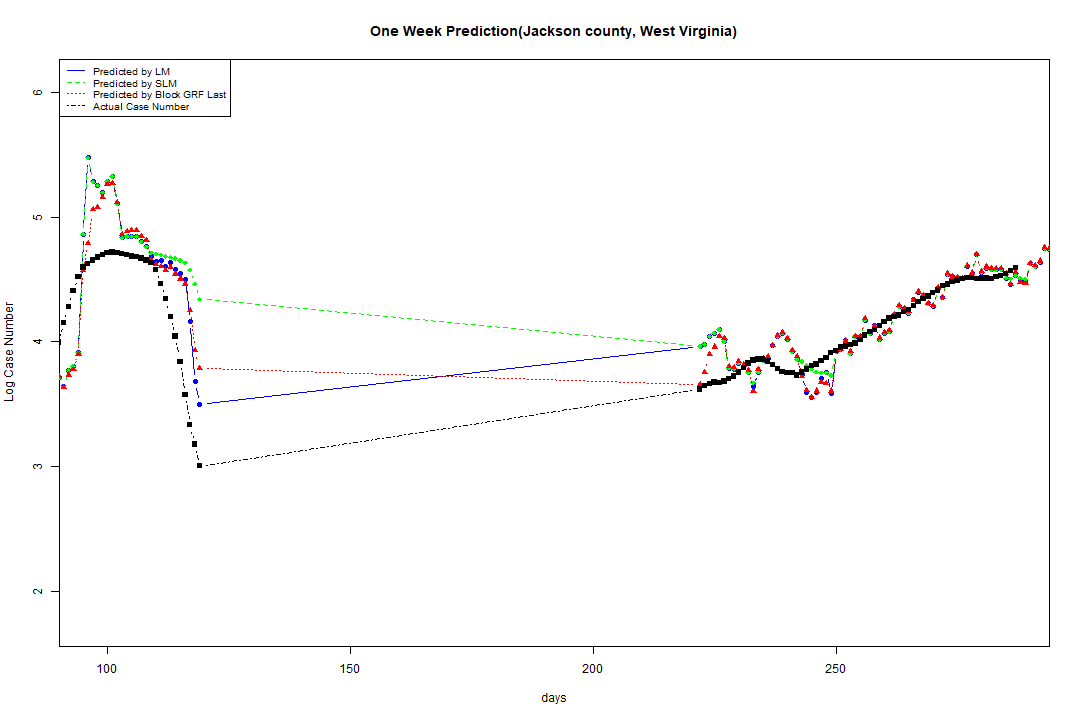 One Week Prediction(Jackson county, West Virginia)
Predicted by LM
Predicted by SLM
Predicted by Block GRF Last
Actual Case Number
6
5
4
3
2
Log Case Number
100 150 200 250
days